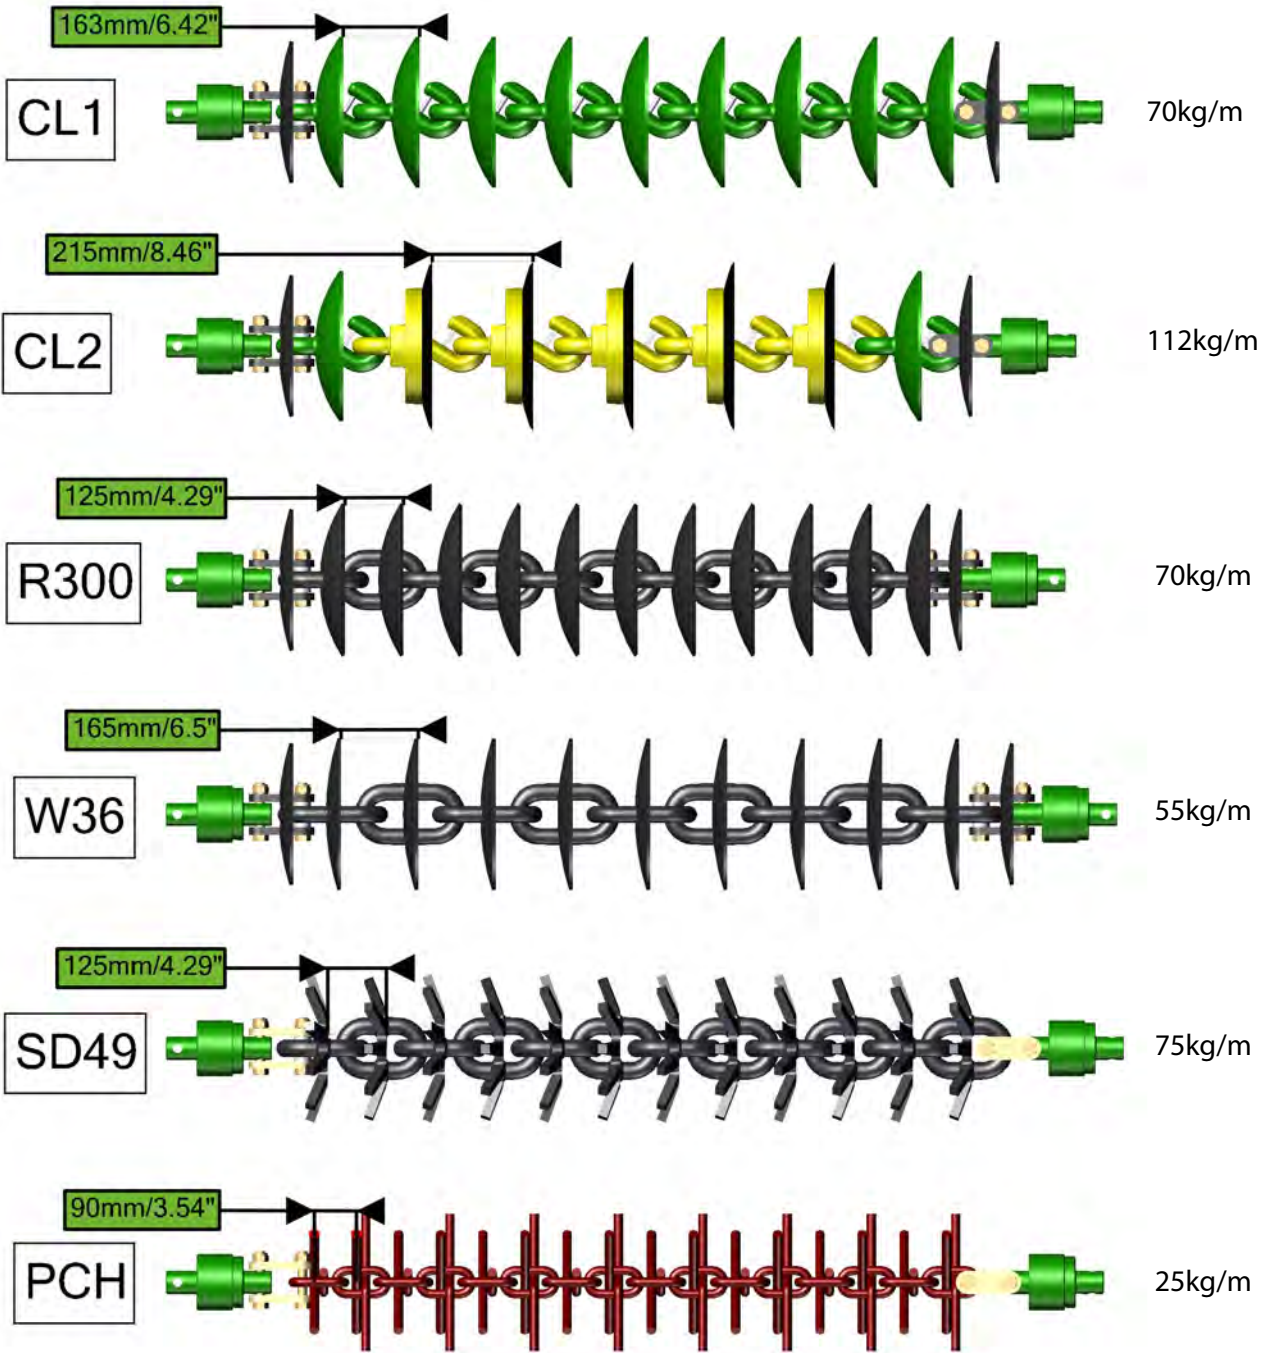 163mm/6.42"
CL1
70kg/m
215mm/8.46"
CL2
112kg/m
125mm/4.29"
R300
70kg/m
165mm/6.5"
W36
55kg/m
125mm/4.29"
SD49
75kg/m
90mm/3.54"
PCH
25kg/m